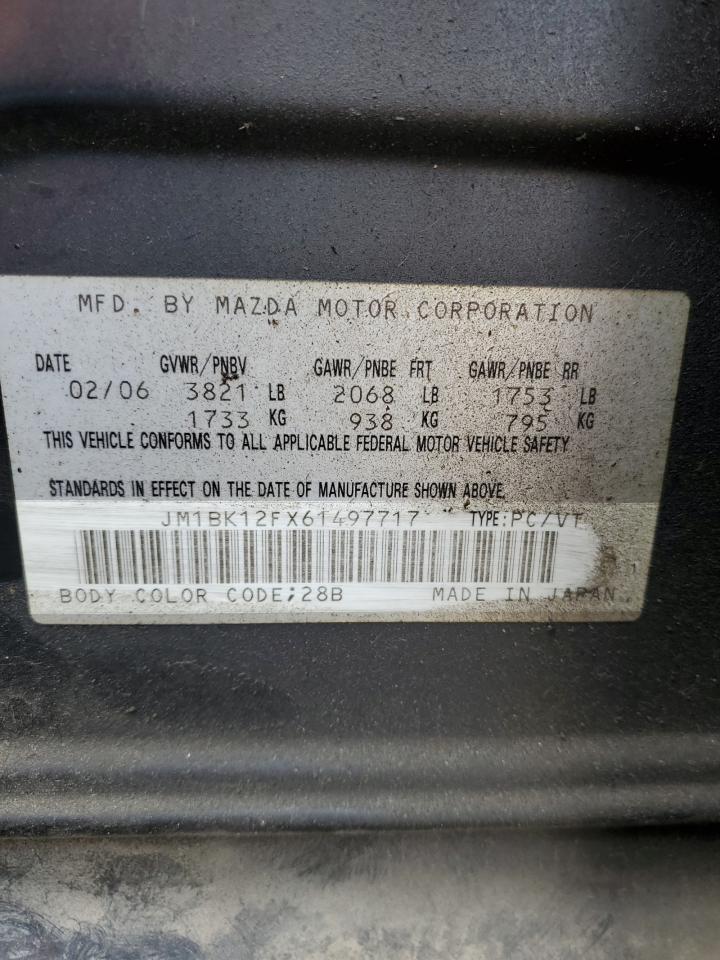 MFD. BY MAZDA MOTOR CORPORATION
DATE GVWR/PNBV GAWR/PNBE FRT GAWR/PNBE RR
02/06 3821 LB 2068 LB 1753 LB
1733 KG 938 KG 795 KG
THIS VEHICLE CONFORMS TO ALL APPLICABLE FEDERAL MOTOR VEHICLE SAFETY
STANDARDS IN EFFECT ON THE DATE OF MANUFACTURE SHOWN ABOVE.
JM1BK12FX61497717 TYPE:PC/VT
1
BODY COLOR CODE;28B MADE IN JAPAN